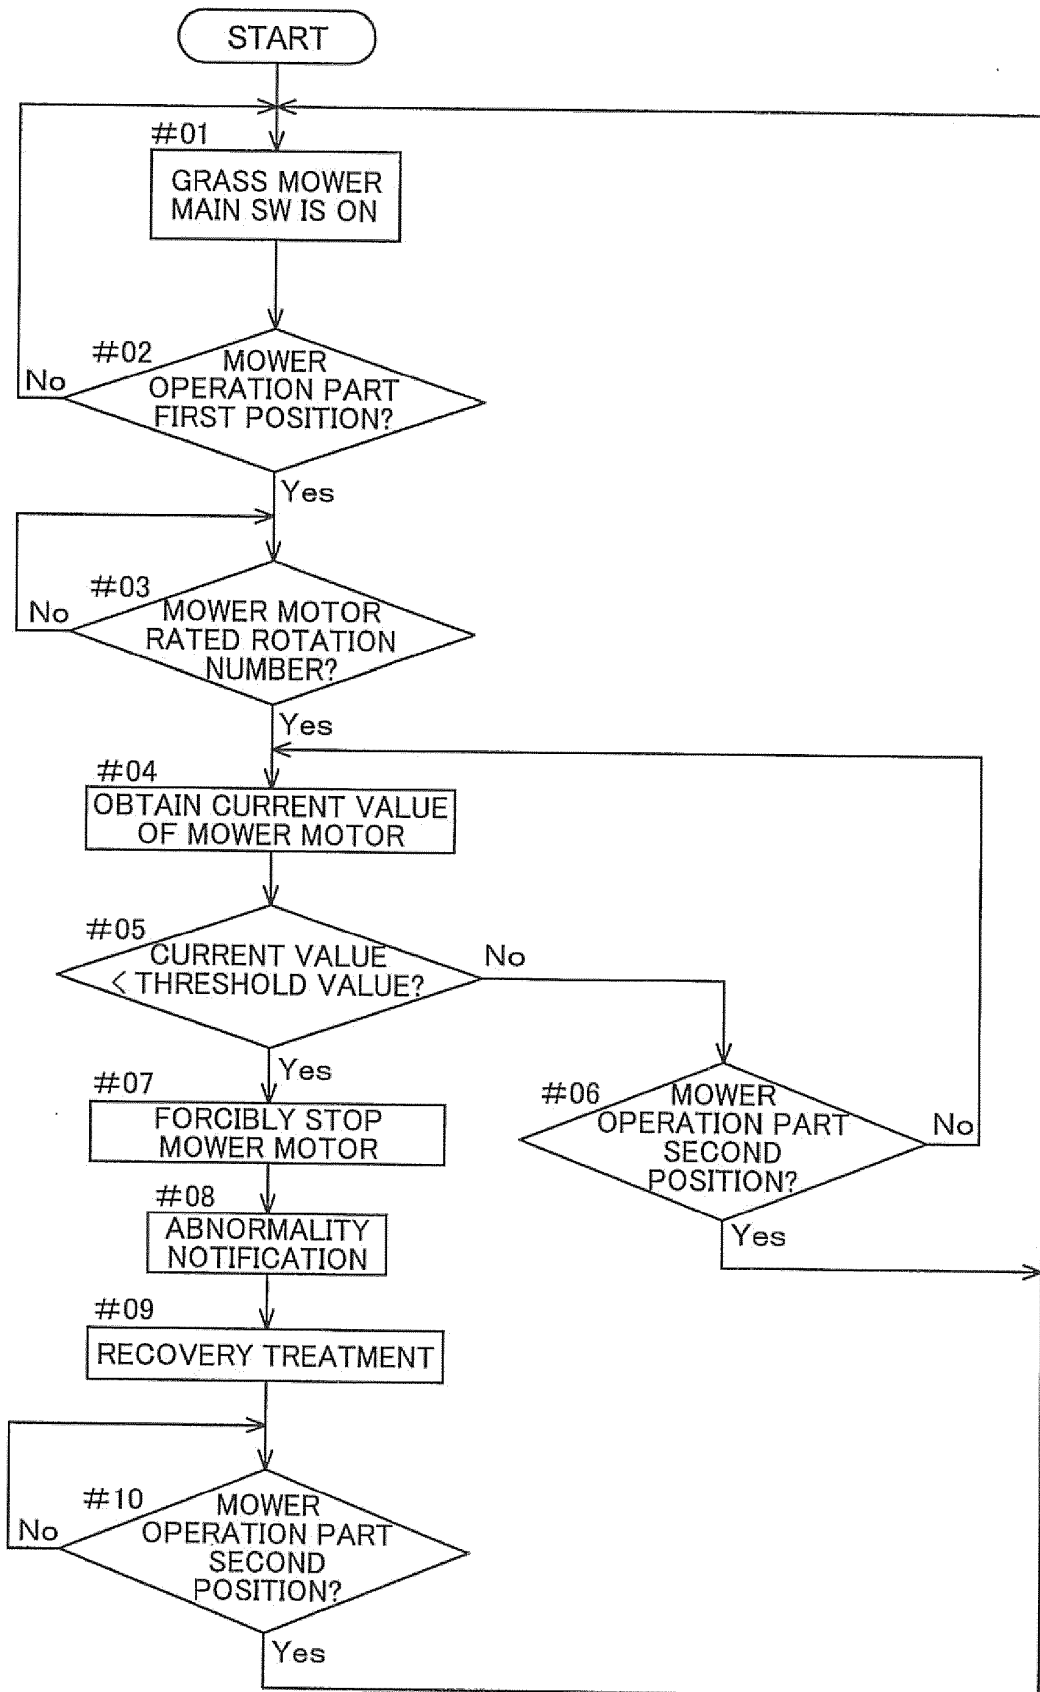 START
#01
GRASS MOWER
MAIN SW IS ON
#02
MOWER
OPERATION PART
FIRST POSITION?
No
Yes
#03
MOWER MOTOR
RATED ROTATION
NUMBER?
No
Yes
#04
OBTAIN CURRENT VALUE
OF MOWER MOTOR
#05
CURRENT VALUE
< THRESHOLD VALUE?
No
Yes
#06
MOWER
OPERATION PART
SECOND
POSITION?
No
Yes
#07
FORCIBLY STOP
MOWER MOTOR
#08
ABNORMALITY
NOTIFICATION
#09
RECOVERY TREATMENT
#10
MOWER
OPERATION PART
SECOND
POSITION?
No
Yes